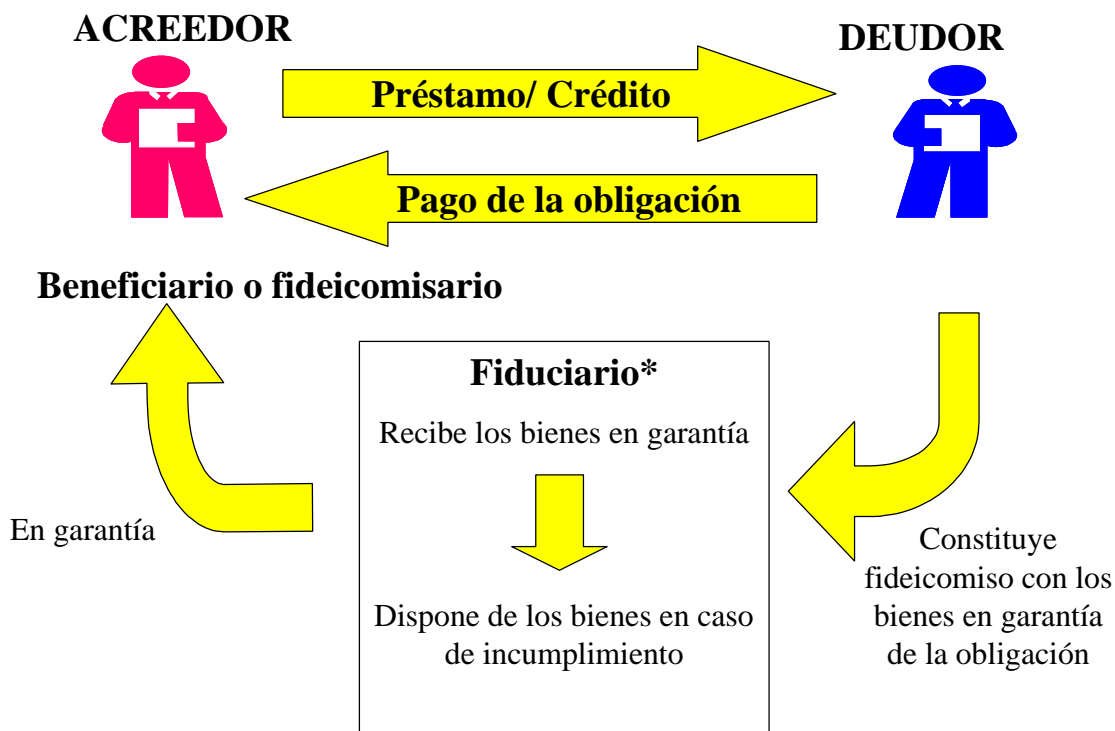 ACREEDOR
DEUDOR
Préstamo/ Crédito
Pago de la obligación
Beneficiario o fideicomisario
Fiduciario*
Recibe los bienes en garantía
En garantía
Constituye
fideicomiso con los
bienes en garantía
de la obligación
Dispone de los bienes en caso
de incumplimiento